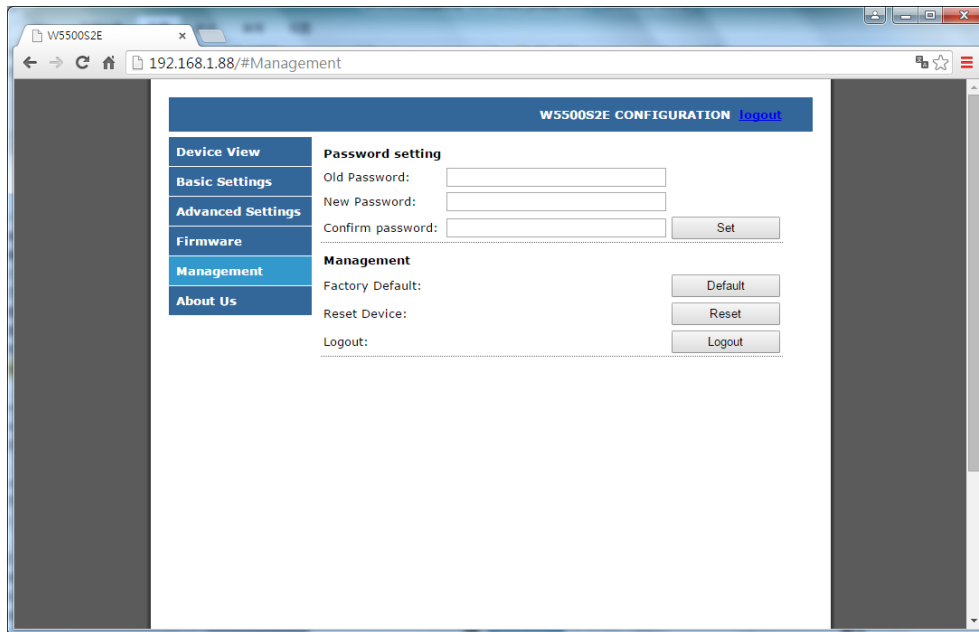 W5500S2E
192.168.1.88/#Management
W5500S2E CONFIGURATION logout
Device View
Basic Settings
Advanced Settings
Firmware
Management
About Us
Password setting
Old Password:
New Password:
Confirm password: Set
Management
Factory Default: Default
Reset Device: Reset
Logout: Logout